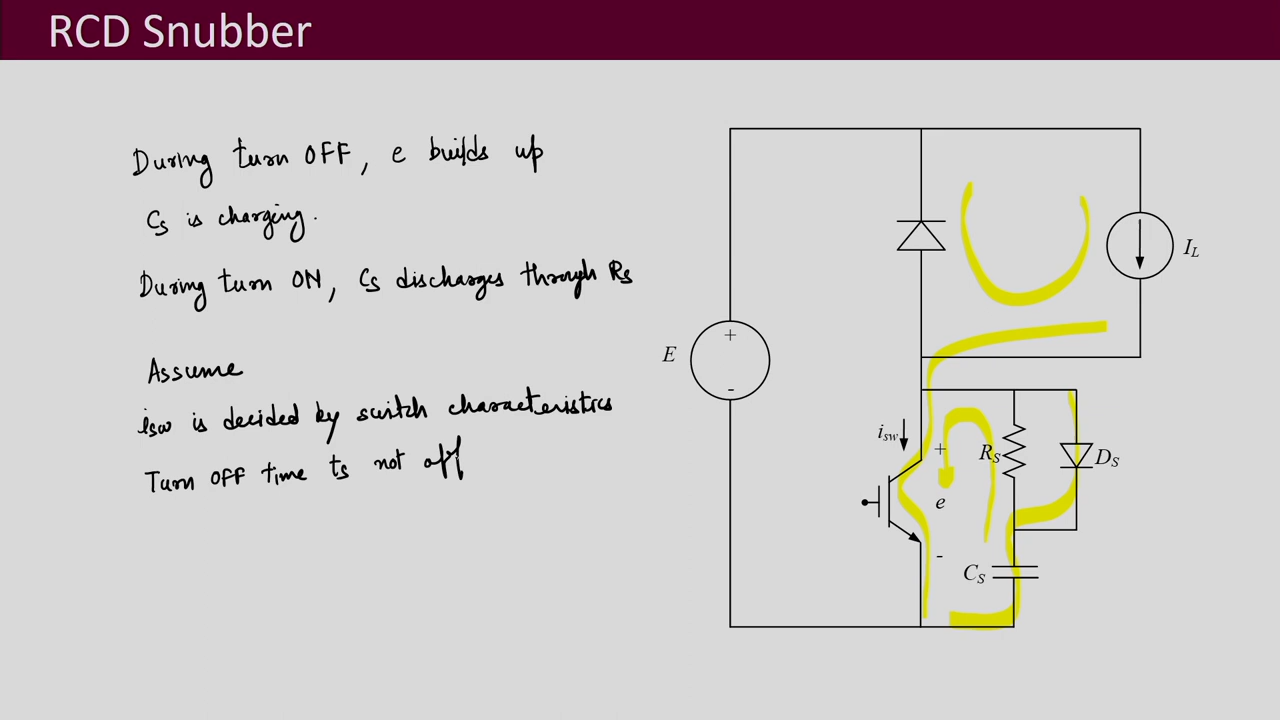 RCD Snubber
During turn OFF, e builds up
Cs is charging.
During turn ON, Cs discharges through Rs
Assume
isw is decided by switch characteristics
Turn OFF time ts not aff
E
+
-
IL
isw
+
e
-
RS
DS
CS